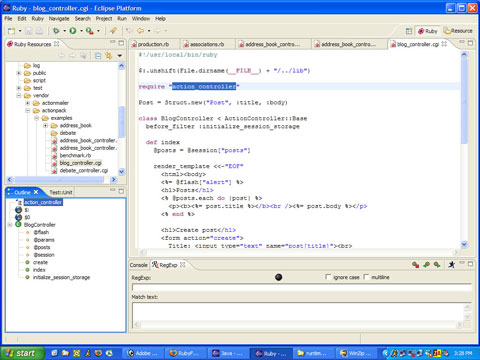 Ruby - blog_controller.cgi - Eclipse Platform
File Edit Navigate Search Project Run Window Help
Ruby Resource
Ruby Resources
production.rb associations.rb address_book_contro... address_book_contro... blog_controller.cgi
log
public
script
test
vendor
actionmailer
actionpack
examples
address_book
debate
address_book_controller...
address_book_controller...
benchmark.rb
blog_controller.cgi
debate_controller.cgi
#!/usr/local/bin/ruby
$:.unshift(File.dirname(__FILE__) + "/../lib")
require "action_controller"
Post = Struct.new("Post", :title, :body)
class BlogController < ActionController::Base
before_filter :initialize_session_storage
def index
@posts = @session["posts"]
render_template <<-"EOF"
<html><body>
<%= @flash["alert"] %>
<h1>Posts</h1>
<% @posts.each do |post| %>
<p><b><%= post.title %></b><br /><%= post.body %></p>
<% end %>
<h1>Create post</h1>
<form action="create">
Title: <input type="text" name="post[title]"><br>
Outline Test::Unit
action_controller
$:
$0
BlogController
@flash
@params
@posts
@session
create
index
initialize_session_storage
Console RegExp
RegExp:
ignore case multiline
Match text:
start
Adobe ...
RubyP...
Java - ...
Ruby - ...
runtim...
WinZip ...
3:28 PM